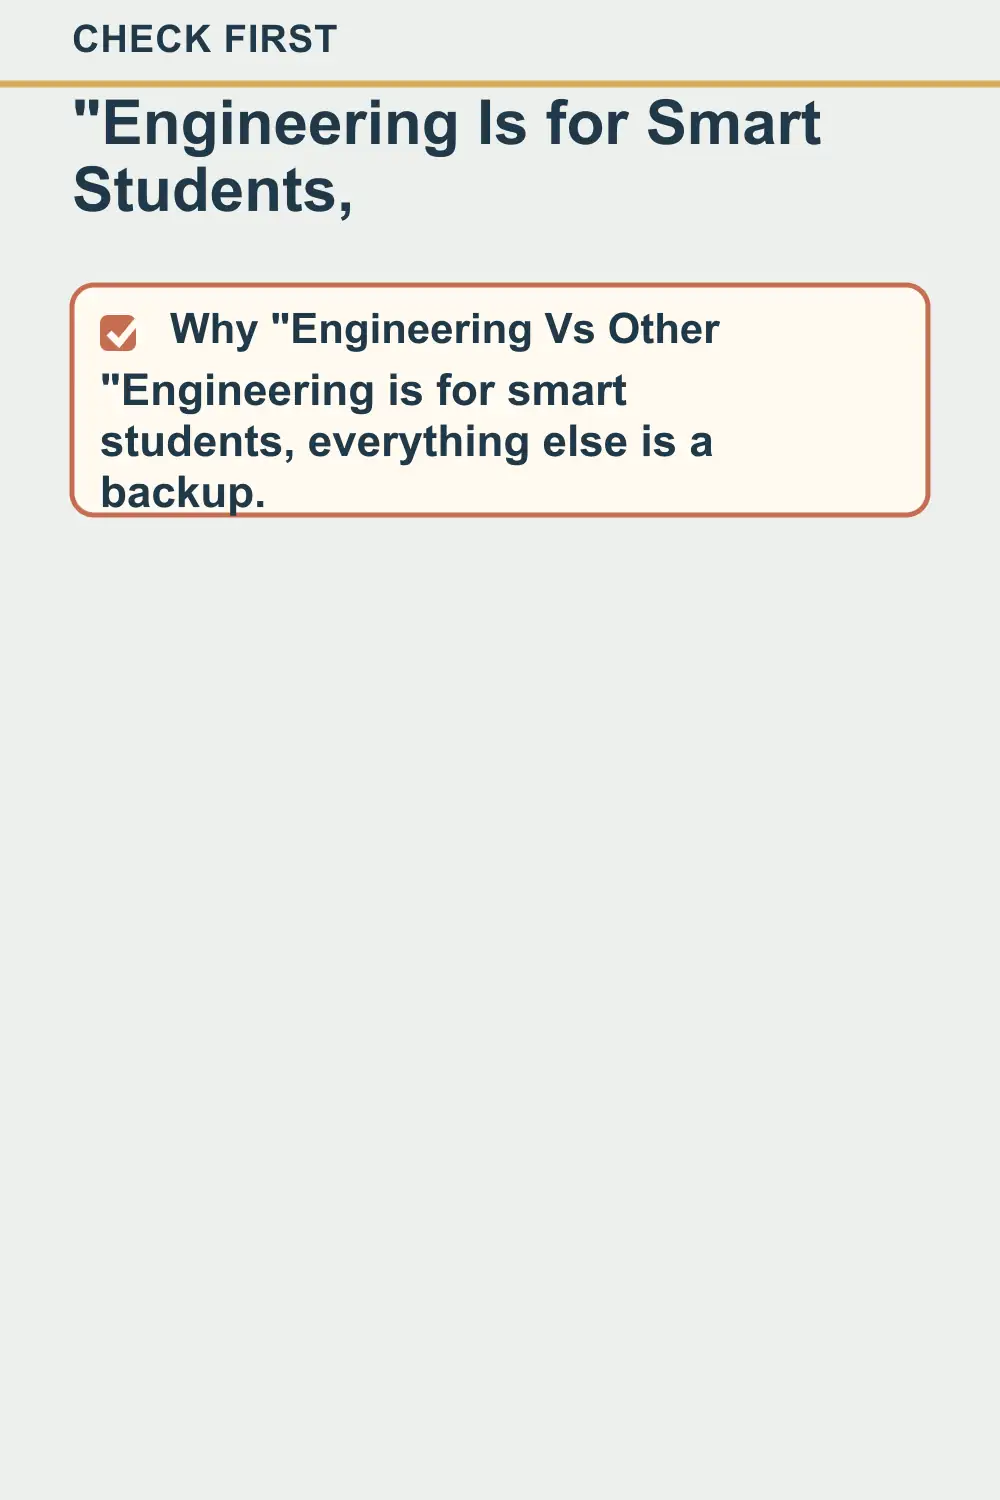 CHECK FIRST
"Engineering Is for Smart
Students,
Why "Engineering Vs Other
"Engineering is for smart
students, everything else is a
backup.